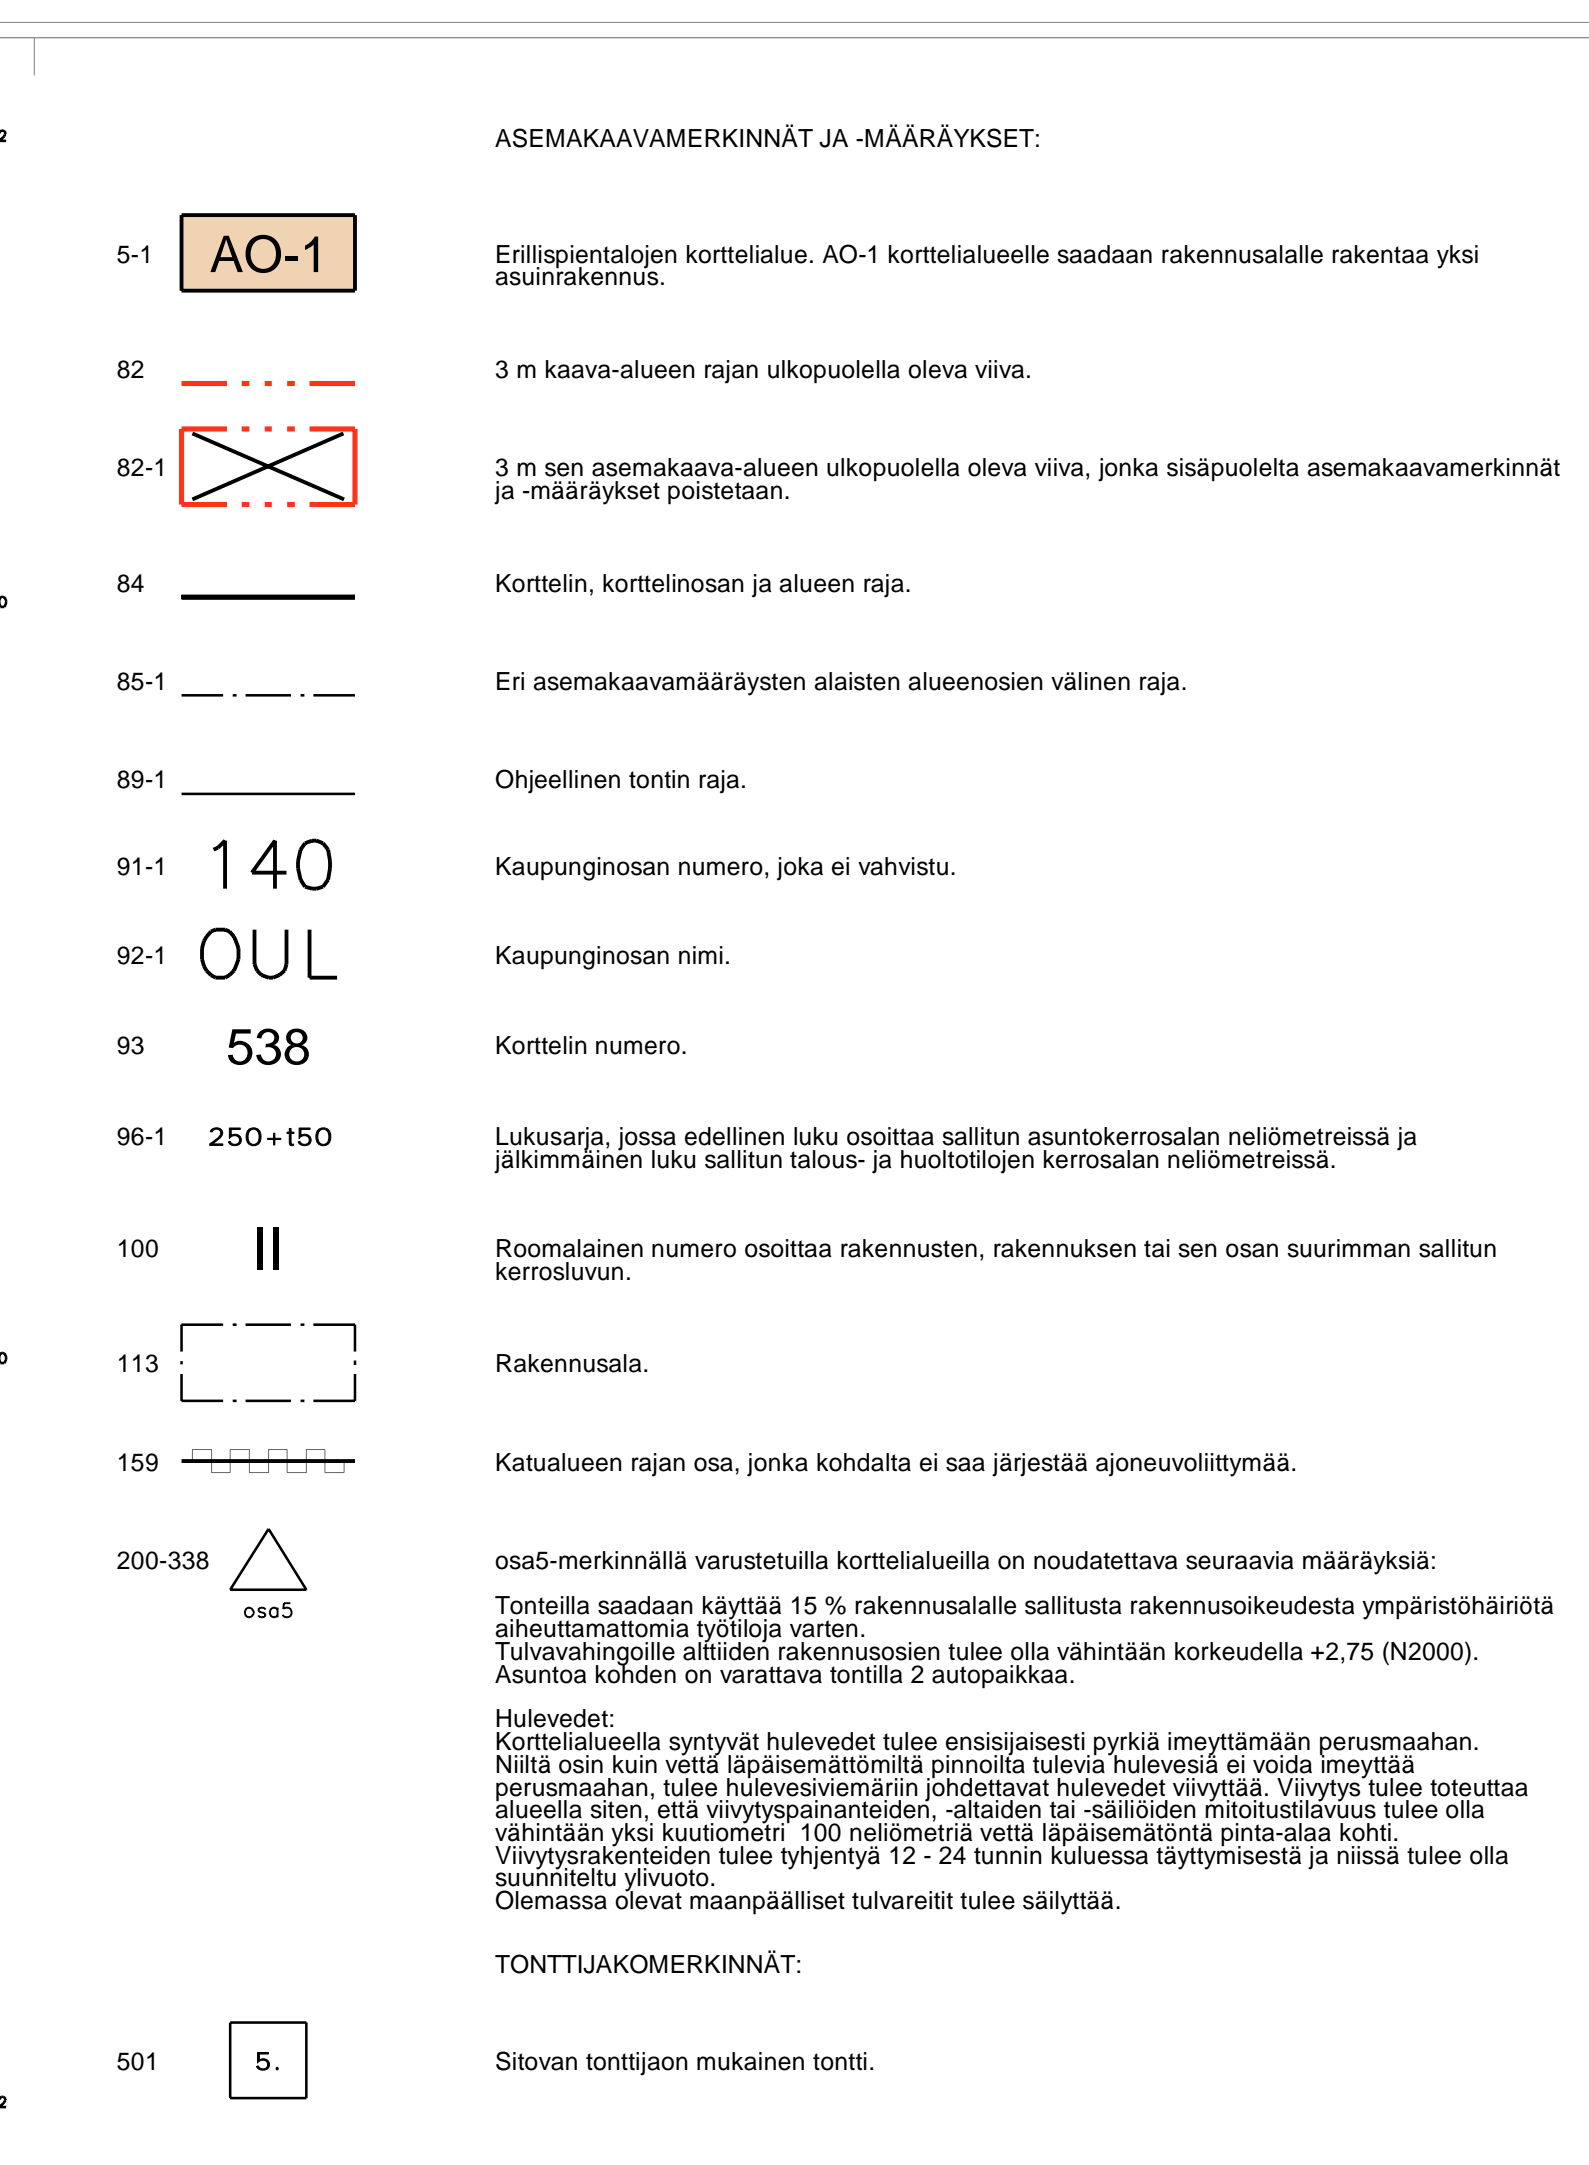 ASEMAKAAVAMERKINNÄT JA -MÄÄRÄYKSET:
5-1 AO-1 Erillispientalojen korttelialue. AO-1 korttelialueelle saadaan rakennusalalle rakentaa yksi
asuinrakennus.
82 3 m kaava-alueen rajan ulkopuolella oleva viiva.
82-1 3 m sen asemakaava-alueen ulkopuolella oleva viiva, jonka sisäpuolelta asemakaavamerkinnät
ja -määräykset poistetaan.
84 Korttelin, korttelinosan ja alueen raja.
85-1 Eri asemakaavamääräysten alaisten alueenosien välinen raja.
89-1 Ohjeellinen tontin raja.
91-1 140 Kaupunginosan numero, joka ei vahvistu.
92-1 OUL Kaupunginosan nimi.
93 538 Korttelin numero.
96-1 250+t50 Lukusarja, jossa edellinen luku osoittaa sallitun asuntokerrosalan neliömetreissä ja
jälkimmäinen luku sallitun talous- ja huoltotilojen kerrosalan neliömetreissä.
100 II Roomalainen numero osoittaa rakennusten, rakennuksen tai sen osan suurimman sallitun
kerrosluvun.
113 Rakennusala.
159 Katualueen rajan osa, jonka kohdalta ei saa järjestää ajoneuvoliittymää.
200-338 osa5-merkinnällä varustetuilla korttelialueilla on noudatettava seuraavia määräyksiä:
osa5
Tonteilla saadaan käyttää 15 % rakennusalalle sallitusta rakennusoikeudesta ympäristöhäiriötä
aiheuttamattomia työtiloja varten.
Tulvavahingoille alttiiden rakennusosien tulee olla vähintään korkeudella +2,75 (N2000).
Asuntoa kohden on varattava tontilla 2 autopaikkaa.
Hulevedet:
Korttelialueella syntyvät hulevedet tulee ensisijaisesti pyrkiä imeyttämään perusmaahan.
Niiltä osin kuin vettä läpäisemättömiltä pinnoilta tulevia hulevesiä ei voida imeyttää
perusmaahan, tulee hulevesiviemäriin johdettavat hulevedet viivyttää. Viivytys tulee toteuttaa
alueella siten, että viivytyspainanteiden, -altaiden tai -säiliöiden mitoitustilavuus tulee olla
vähintään yksi kuutiometri 100 neliömetriä vettä läpäisemätöntä pinta-alaa kohti.
Viivytysrakenteiden tulee tyhjentyä 12 - 24 tunnin kuluessa täyttymisestä ja niissä tulee olla
suunniteltu ylivuoto.
Olemassa olevat maanpäälliset tulvareitit tulee säilyttää.
TONTTIJAKOMERKINNÄT:
501 5. Sitovan tonttijaon mukainen tontti.